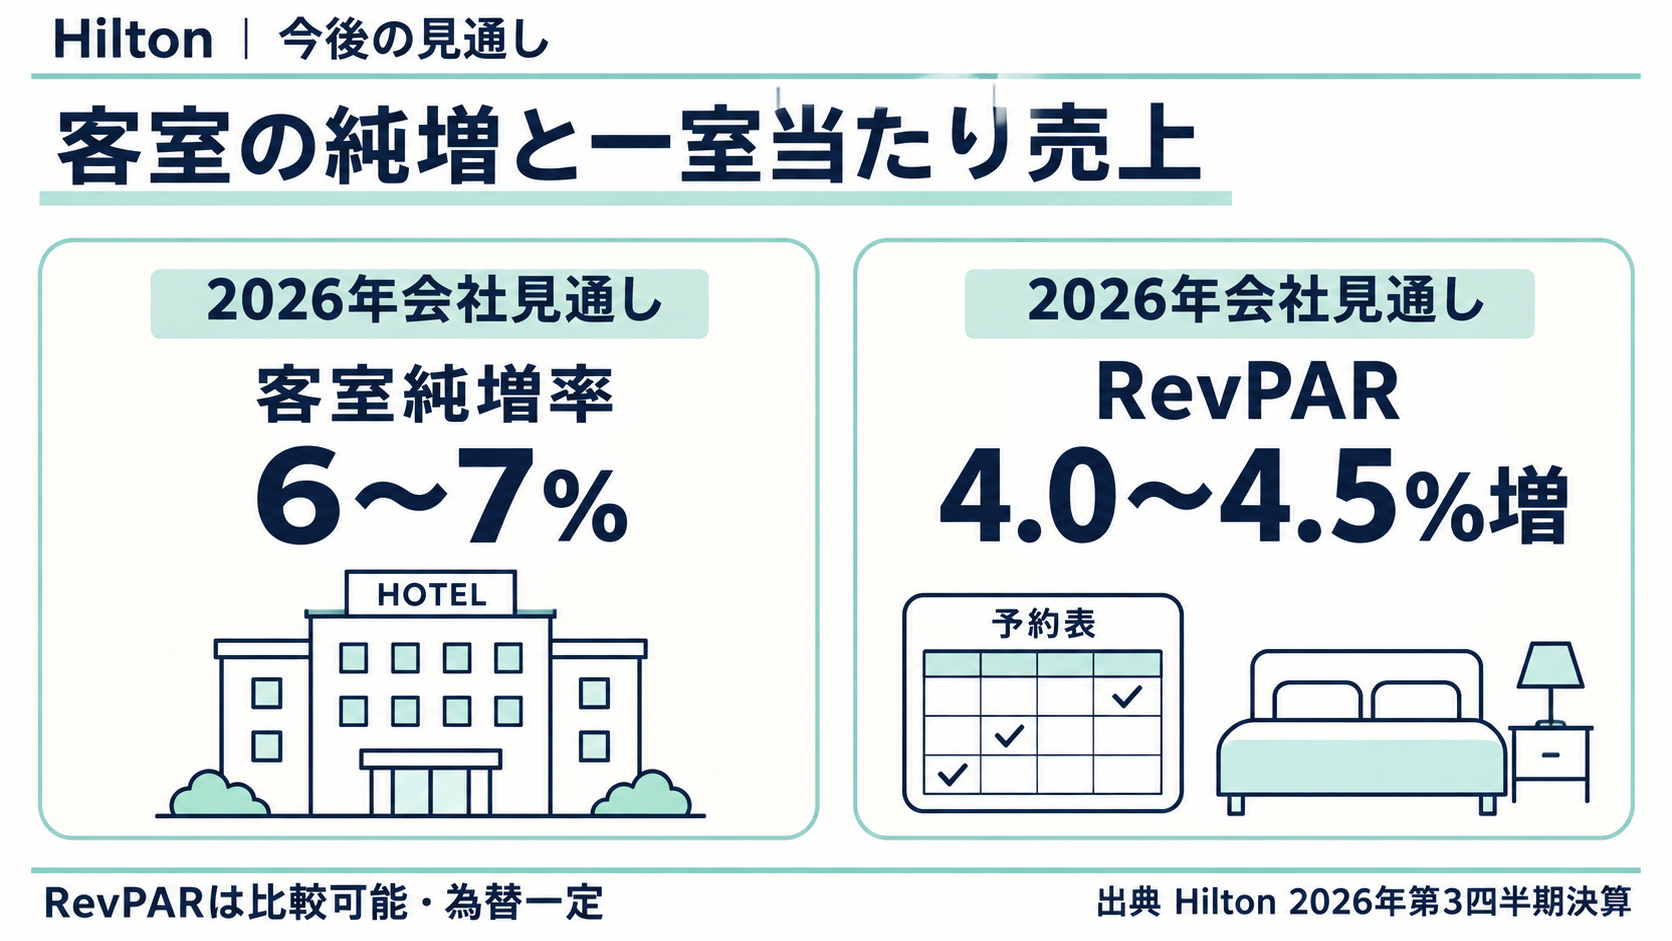 Hilton | 今後の見通し
客室の純増と一室当たり売上
2026年会社見通し
客室純増率
6〜7%
HOTEL
2026年会社見通し
RevPAR
4.0〜4.5%増
予約表
RevPARは比較可能・為替一定
出典 Hilton 2026年第3四半期決算